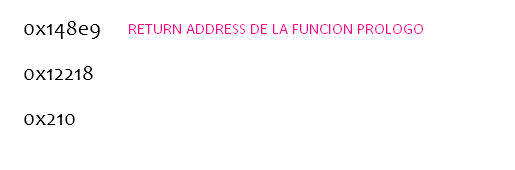 0x148e9 RETURN ADDRESS DE LA FUNCION PROLOGO
0x12218
0x210